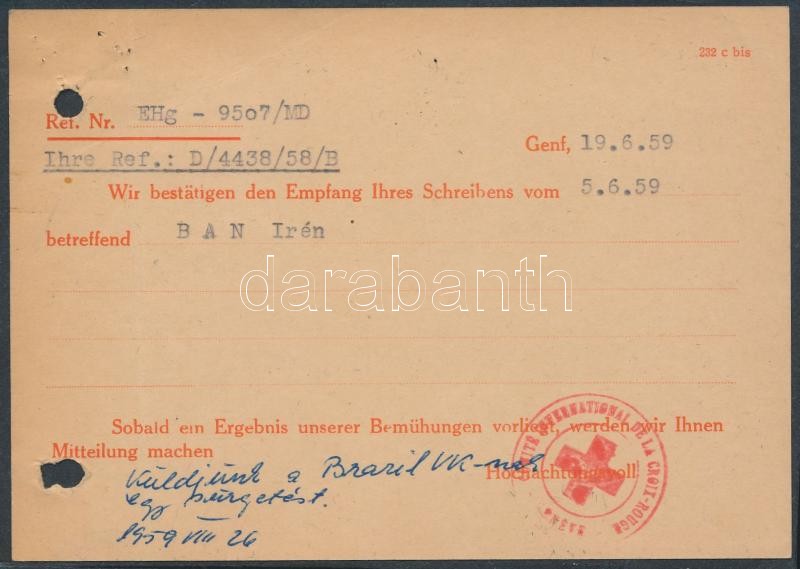 232 c bis
Ref. Nr. EHg - 9507/MD
Genf, 19.6.59
Ihre Ref.: D/4438/58/B
Wir bestätigen den Empfang Ihres Schreibens vom 5.6.59
betreffend BAN Irén
darabanth
Sobald ein Ergebnis unserer Bemühungen vorliegt, werden wir Ihnen
Mitteilung machen
Hochachtungsvoll
INTERNATIONAL DE LA CROIX-ROUGE
Küldjünk a Brazil VK-nak
egy sürgetést.
1959 VIII 26